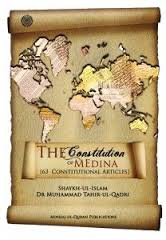 THE Constitution
OF MEDINA
[63 CONSTITUTIONAL ARTICLES]
SHAYKH-UL-ISLAM
DR MUHAMMAD TAHIR-UL-QADRI
MINHAJ-UL-QURAN PUBLICATIONS